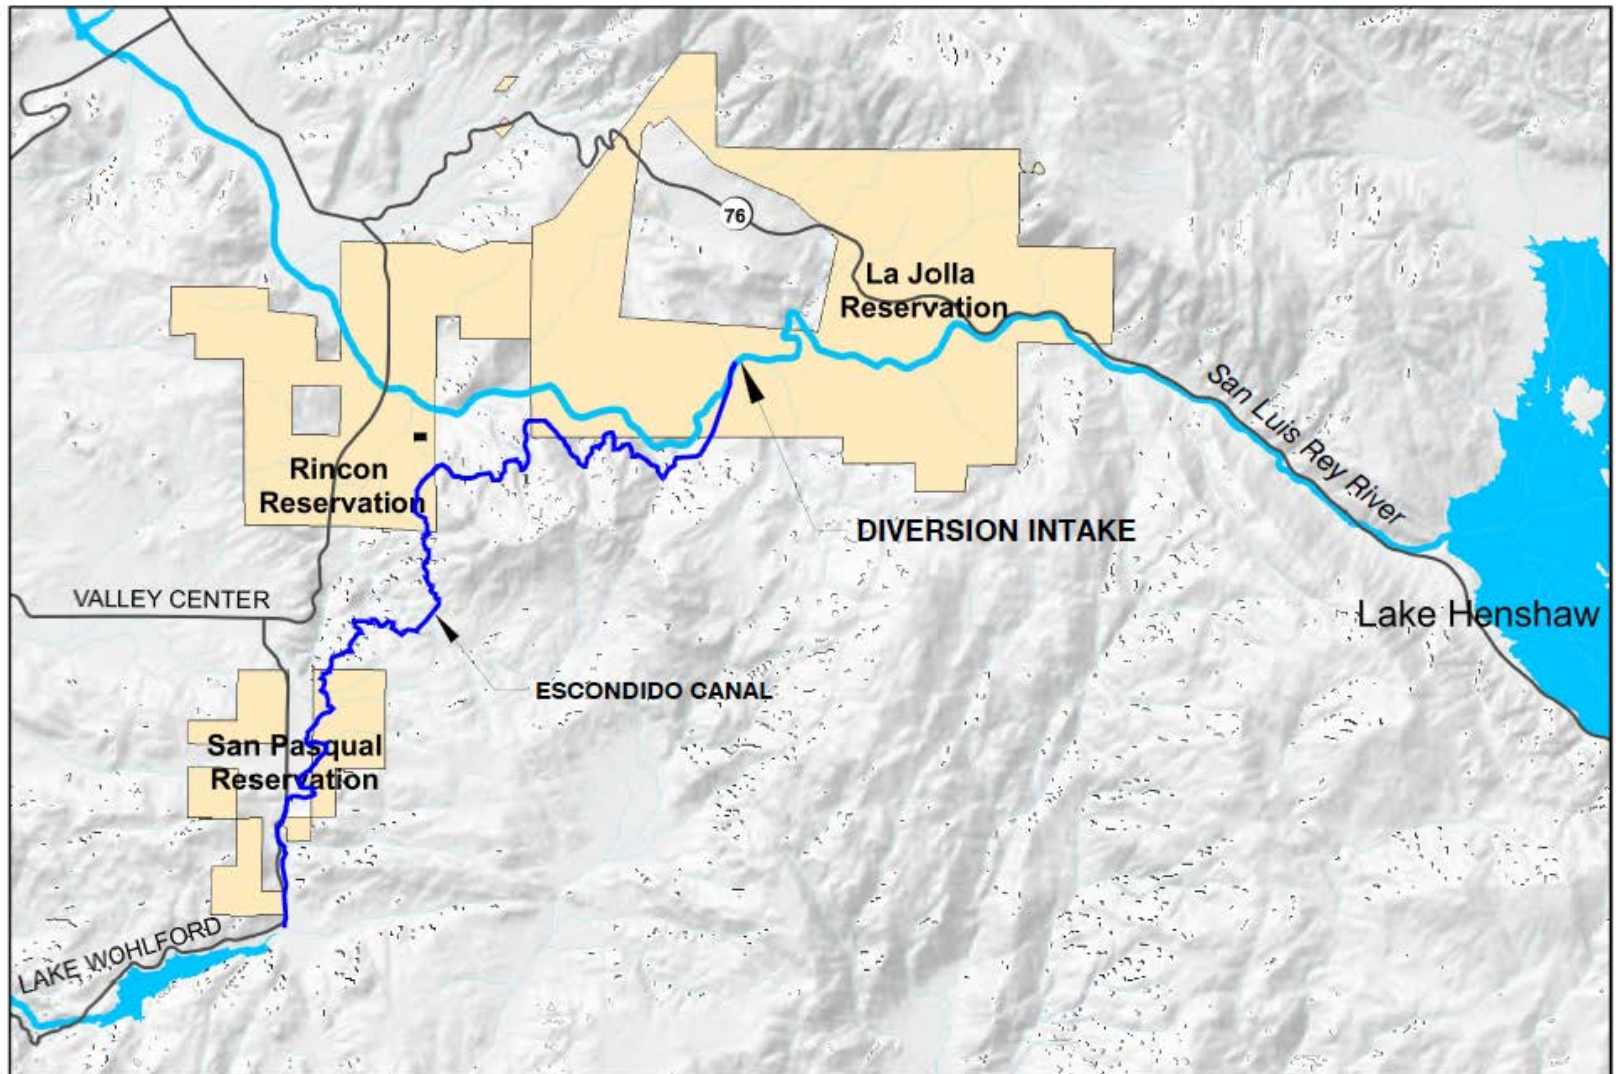 76
La Jolla
Reservation
San Luis Rey River
Rincon
Reservation
DIVERSION INTAKE
VALLEY CENTER
Lake Henshaw
ESCONDIDO CANAL
San Pasqual
Reservation
LAKE WOHLFORD